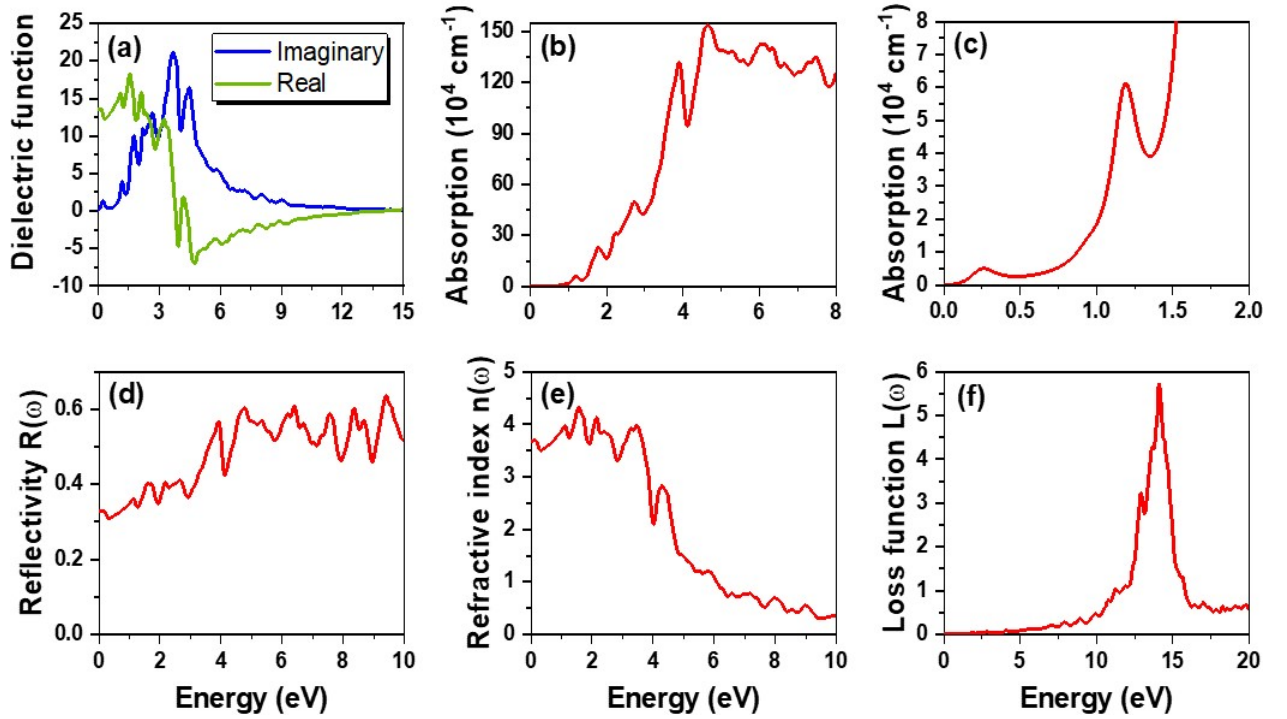 (a)
Imaginary
Real
Dielectric function
25
20
15
10
5
0
-5
-10
0 3 6 9 12 15
(b)
Absorption (10⁴ cm⁻¹)
150
120
90
60
30
0
0 2 4 6 8
(c)
Absorption (10⁴ cm⁻¹)
8
7
6
5
4
3
2
1
0
0.0 0.5 1.0 1.5 2.0
(d)
Reflectivity R(ω)
0.6
0.4
0.2
0.0
0 2 4 6 8 10
Energy (eV)
(e)
Refractive index n(ω)
5
4
3
2
1
0
0 2 4 6 8 10
Energy (eV)
(f)
Loss function L(ω)
6
5
4
3
2
1
0
0 5 10 15 20
Energy (eV)